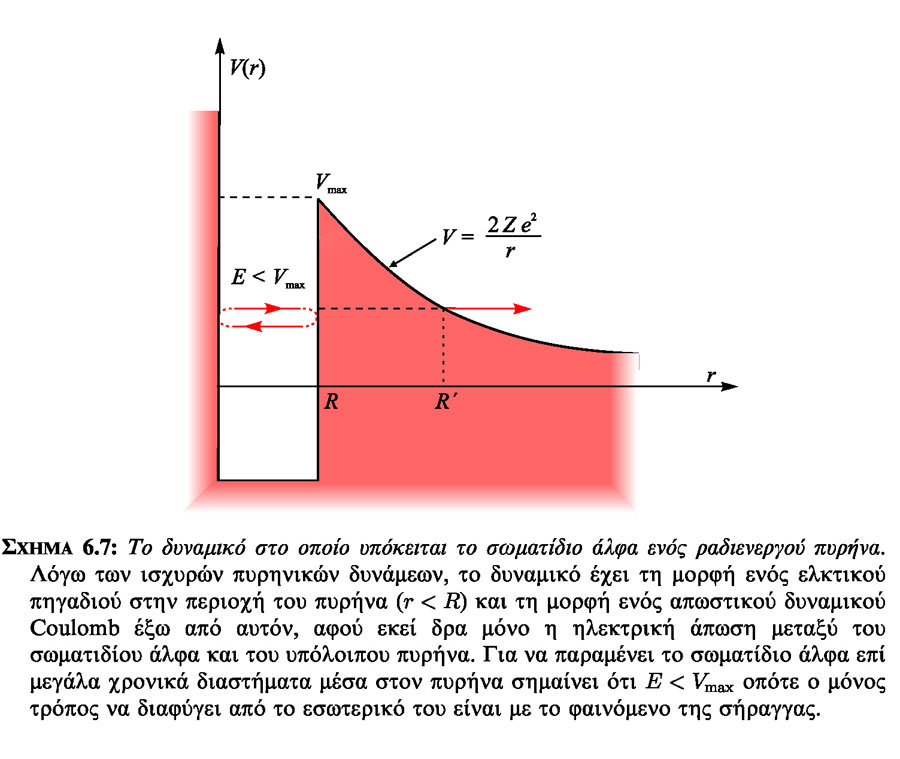 V(r)
V_max
V = 2Ze²/r
E < V_max
r
R
R′
ΣΧΗΜΑ 6.7: Το δυναμικό στο οποίο υπόκειται το σωματίδιο άλφα ενός ραδιενεργού πυρήνα.
Λόγω των ισχυρών πυρηνικών δυνάμεων, το δυναμικό έχει τη μορφή ενός ελκτικού
πηγαδιού στην περιοχή του πυρήνα (r < R) και τη μορφή ενός απωστικού δυναμικού
Coulomb έξω από αυτόν, αφού εκεί δρα μόνο η ηλεκτρική άπωση μεταξύ του
σωματιδίου άλφα και του υπόλοιπου πυρήνα. Για να παραμένει το σωματίδιο άλφα επί
μεγάλα χρονικά διαστήματα μέσα στον πυρήνα σημαίνει ότι E < V_max οπότε ο μόνος
τρόπος να διαφύγει από το εσωτερικό του είναι με το φαινόμενο της σήραγγας.